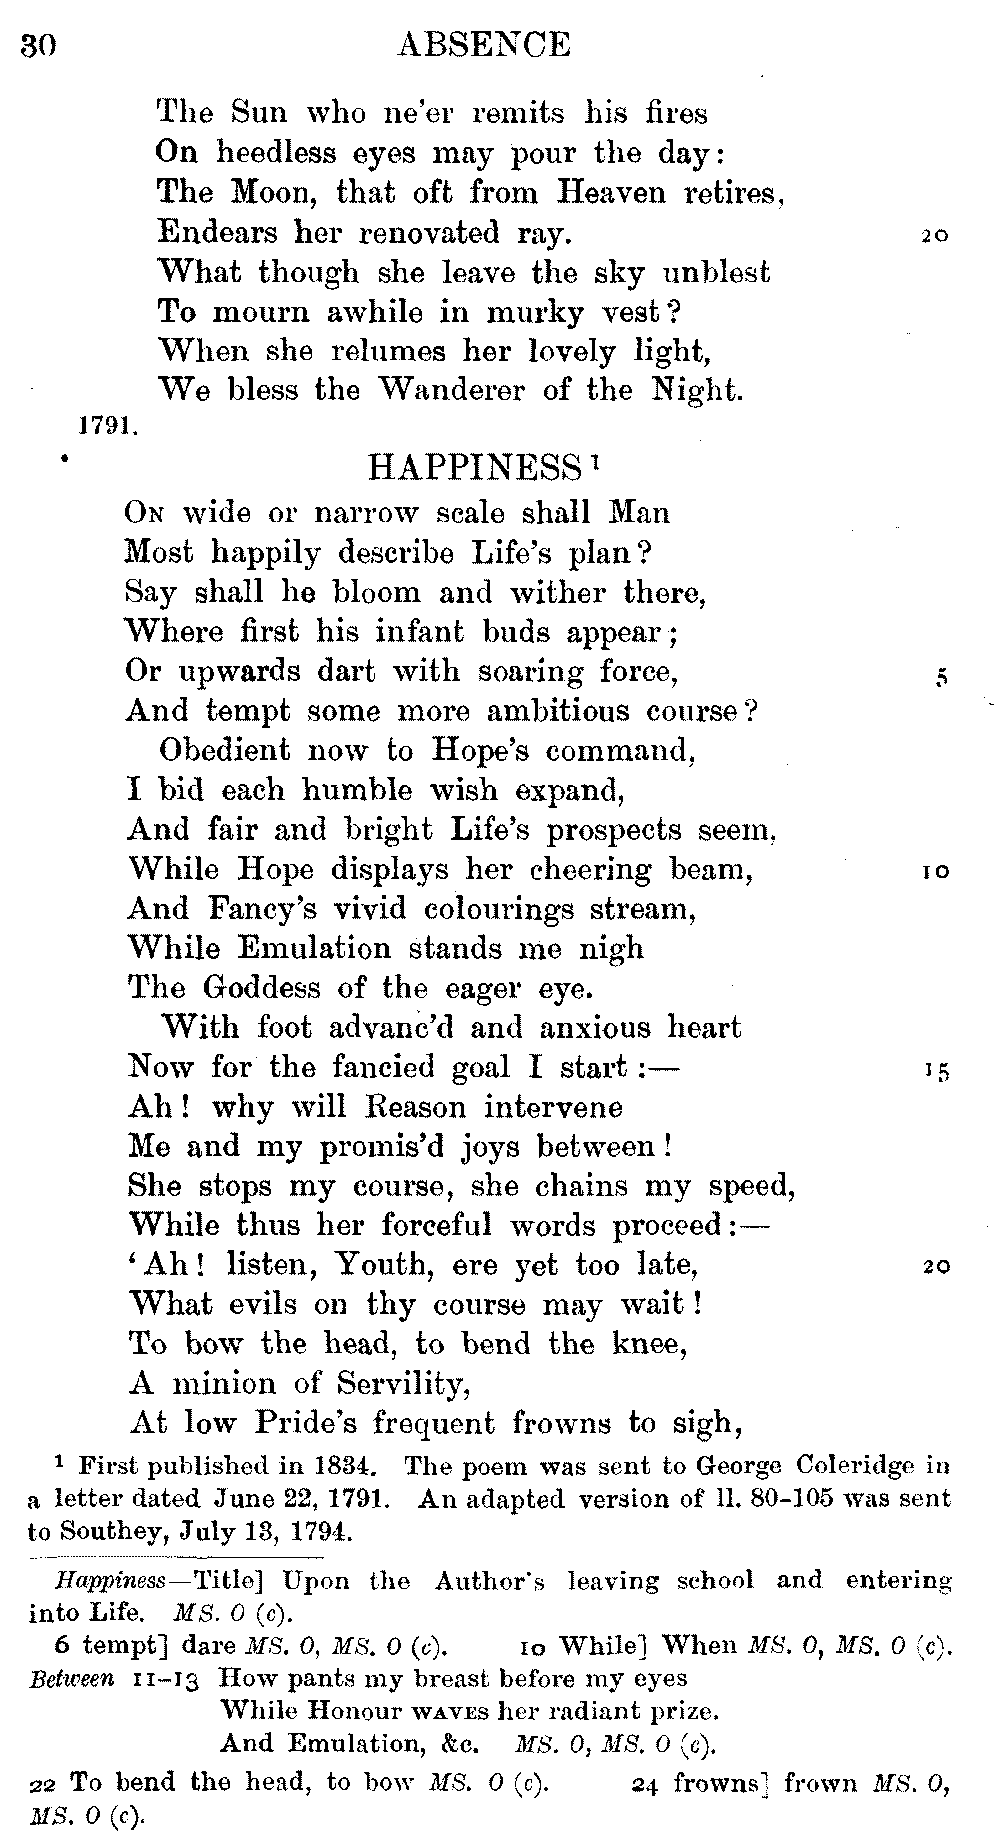 30 ABSENCE
The Sun who ne'er remits his fires
On heedless eyes may pour the day:
The Moon, that oft from Heaven retires,
Endears her renovated ray. 20
What though she leave the sky unblest
To mourn awhile in murky vest?
When she relumes her lovely light,
We bless the Wanderer of the Night.
1791.
HAPPINESS ¹
ON wide or narrow scale shall Man
Most happily describe Life's plan?
Say shall he bloom and wither there,
Where first his infant buds appear;
Or upwards dart with soaring force, 5
And tempt some more ambitious course?
Obedient now to Hope's command,
I bid each humble wish expand,
And fair and bright Life's prospects seem,
While Hope displays her cheering beam, 10
And Fancy's vivid colourings stream,
While Emulation stands me nigh
The Goddess of the eager eye.
With foot advanc'd and anxious heart
Now for the fancied goal I start:—
15
Ah! why will Reason intervene
Me and my promis'd joys between!
She stops my course, she chains my speed,
While thus her forceful words proceed:—
'Ah! listen, Youth, ere yet too late, 20
What evils on thy course may wait!
To bow the head, to bend the knee,
A minion of Servility,
At low Pride's frequent frowns to sigh,
¹ First published in 1834. The poem was sent to George Coleridge in
a letter dated June 22, 1791. An adapted version of ll. 80-105 was sent
to Southey, July 13, 1794.
Happiness—Title] Upon the Author's leaving school and entering
into Life. MS. O (c).
6 tempt] dare MS. O, MS. O (c). 10 While] When MS. O, MS. O (c).
Between 11-13 How pants my breast before my eyes
While Honour WAVES her radiant prize.
And Emulation, &c. MS. O, MS. O (c).
22 To bend the head, to bow MS. O (c). 24 frowns] frown MS. O,
MS. O (c).